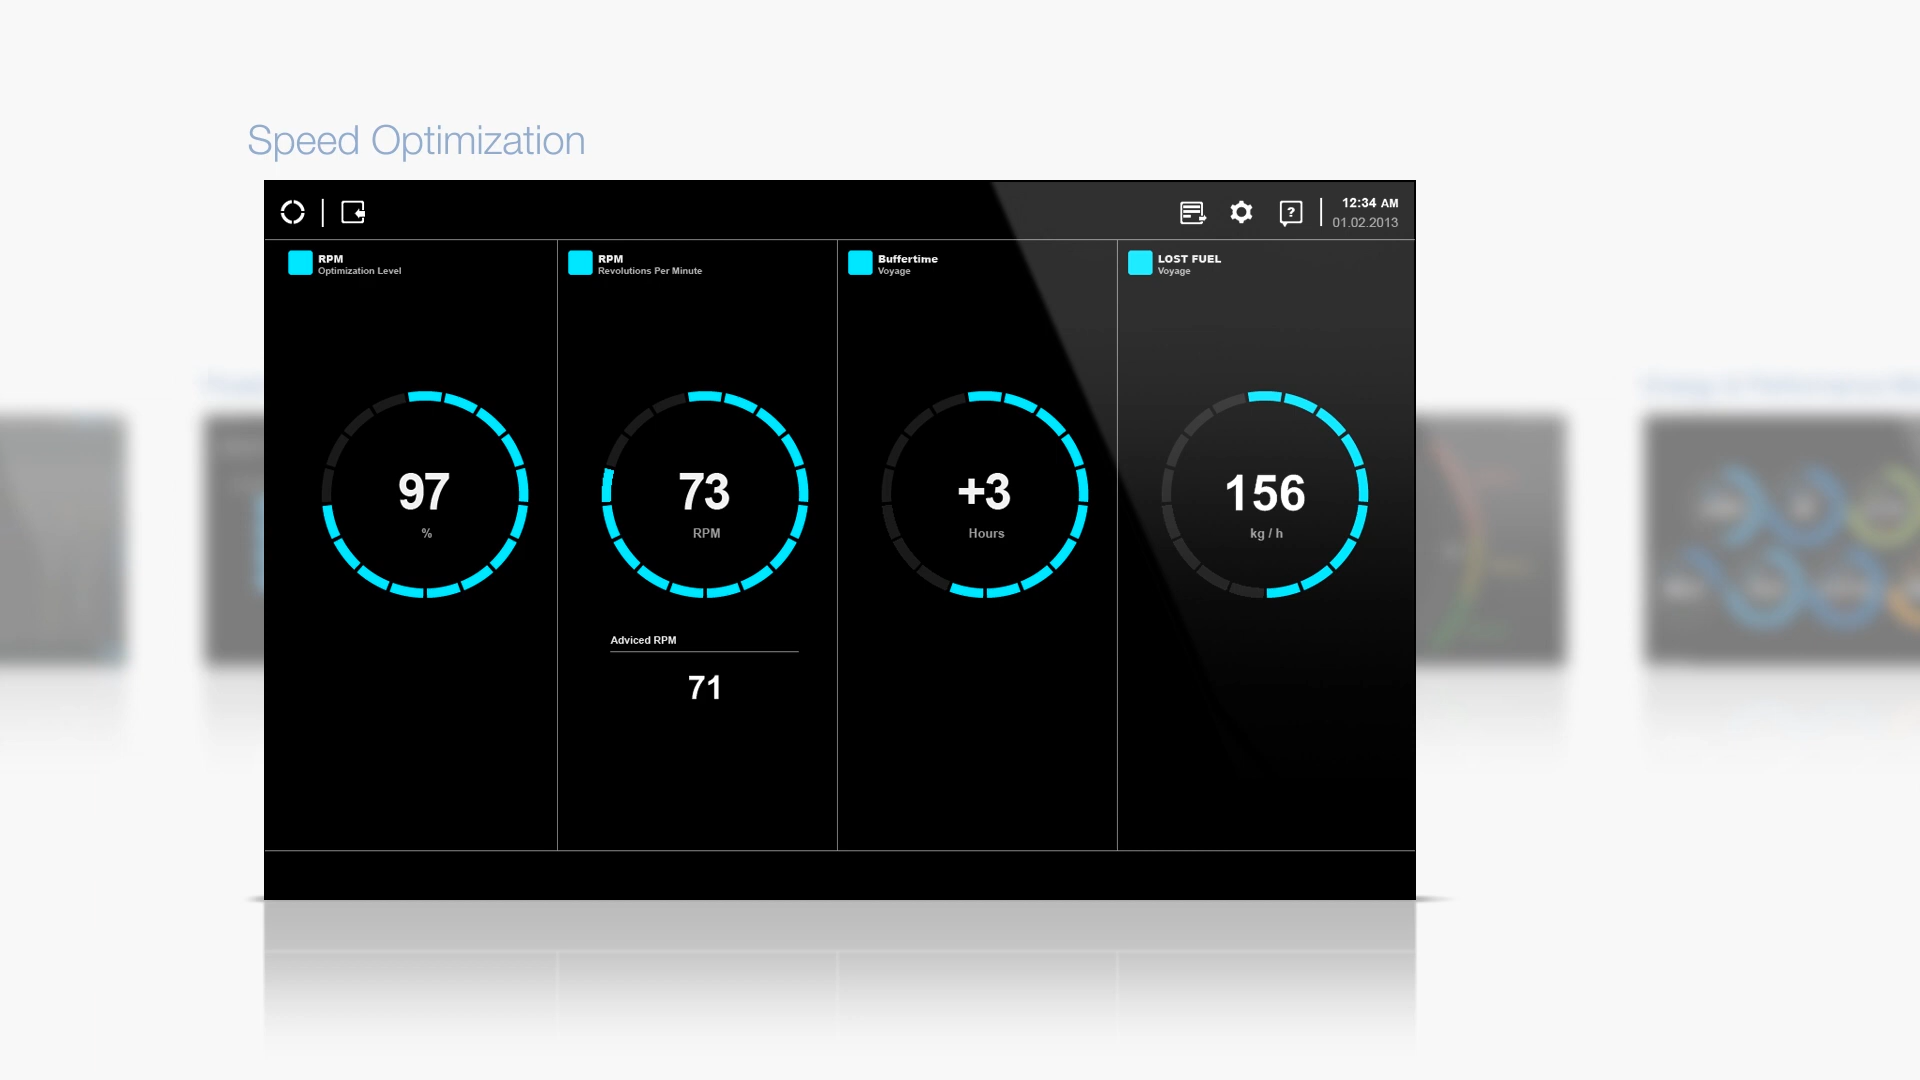 Speed Optimization
12:34 AM
01.02.2013
RPM
Optimization Level
RPM
Revolutions Per Minute
Buffertime
Voyage
LOST FUEL
Voyage
97
%
73
RPM
+3
Hours
156
kg / h
Adviced RPM
71
?